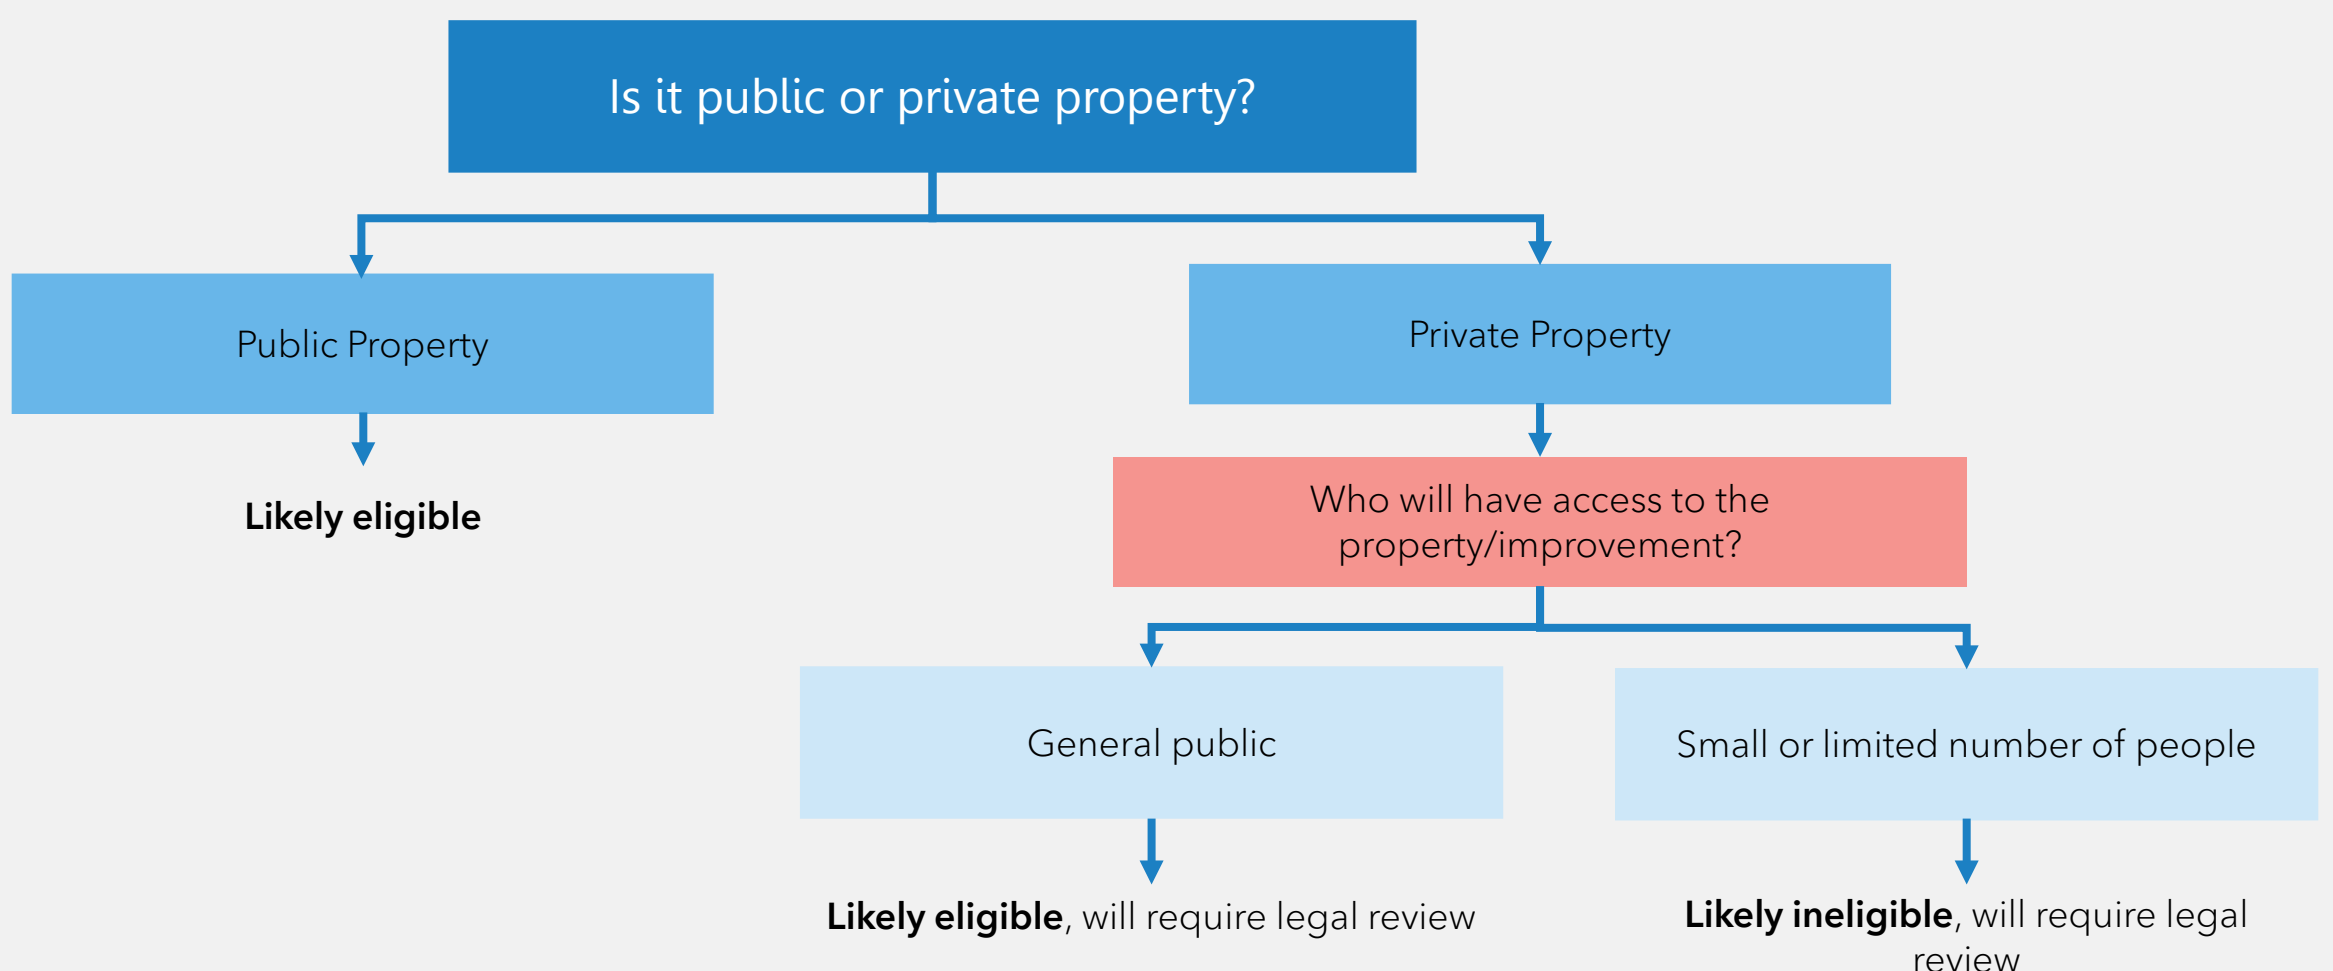 Is it public or private property?
Public Property
Private Property
Likely eligible
Who will have access to the
property/improvement?
General public
Small or limited number of people
Likely eligible, will require legal review
Likely ineligible, will require legal
review